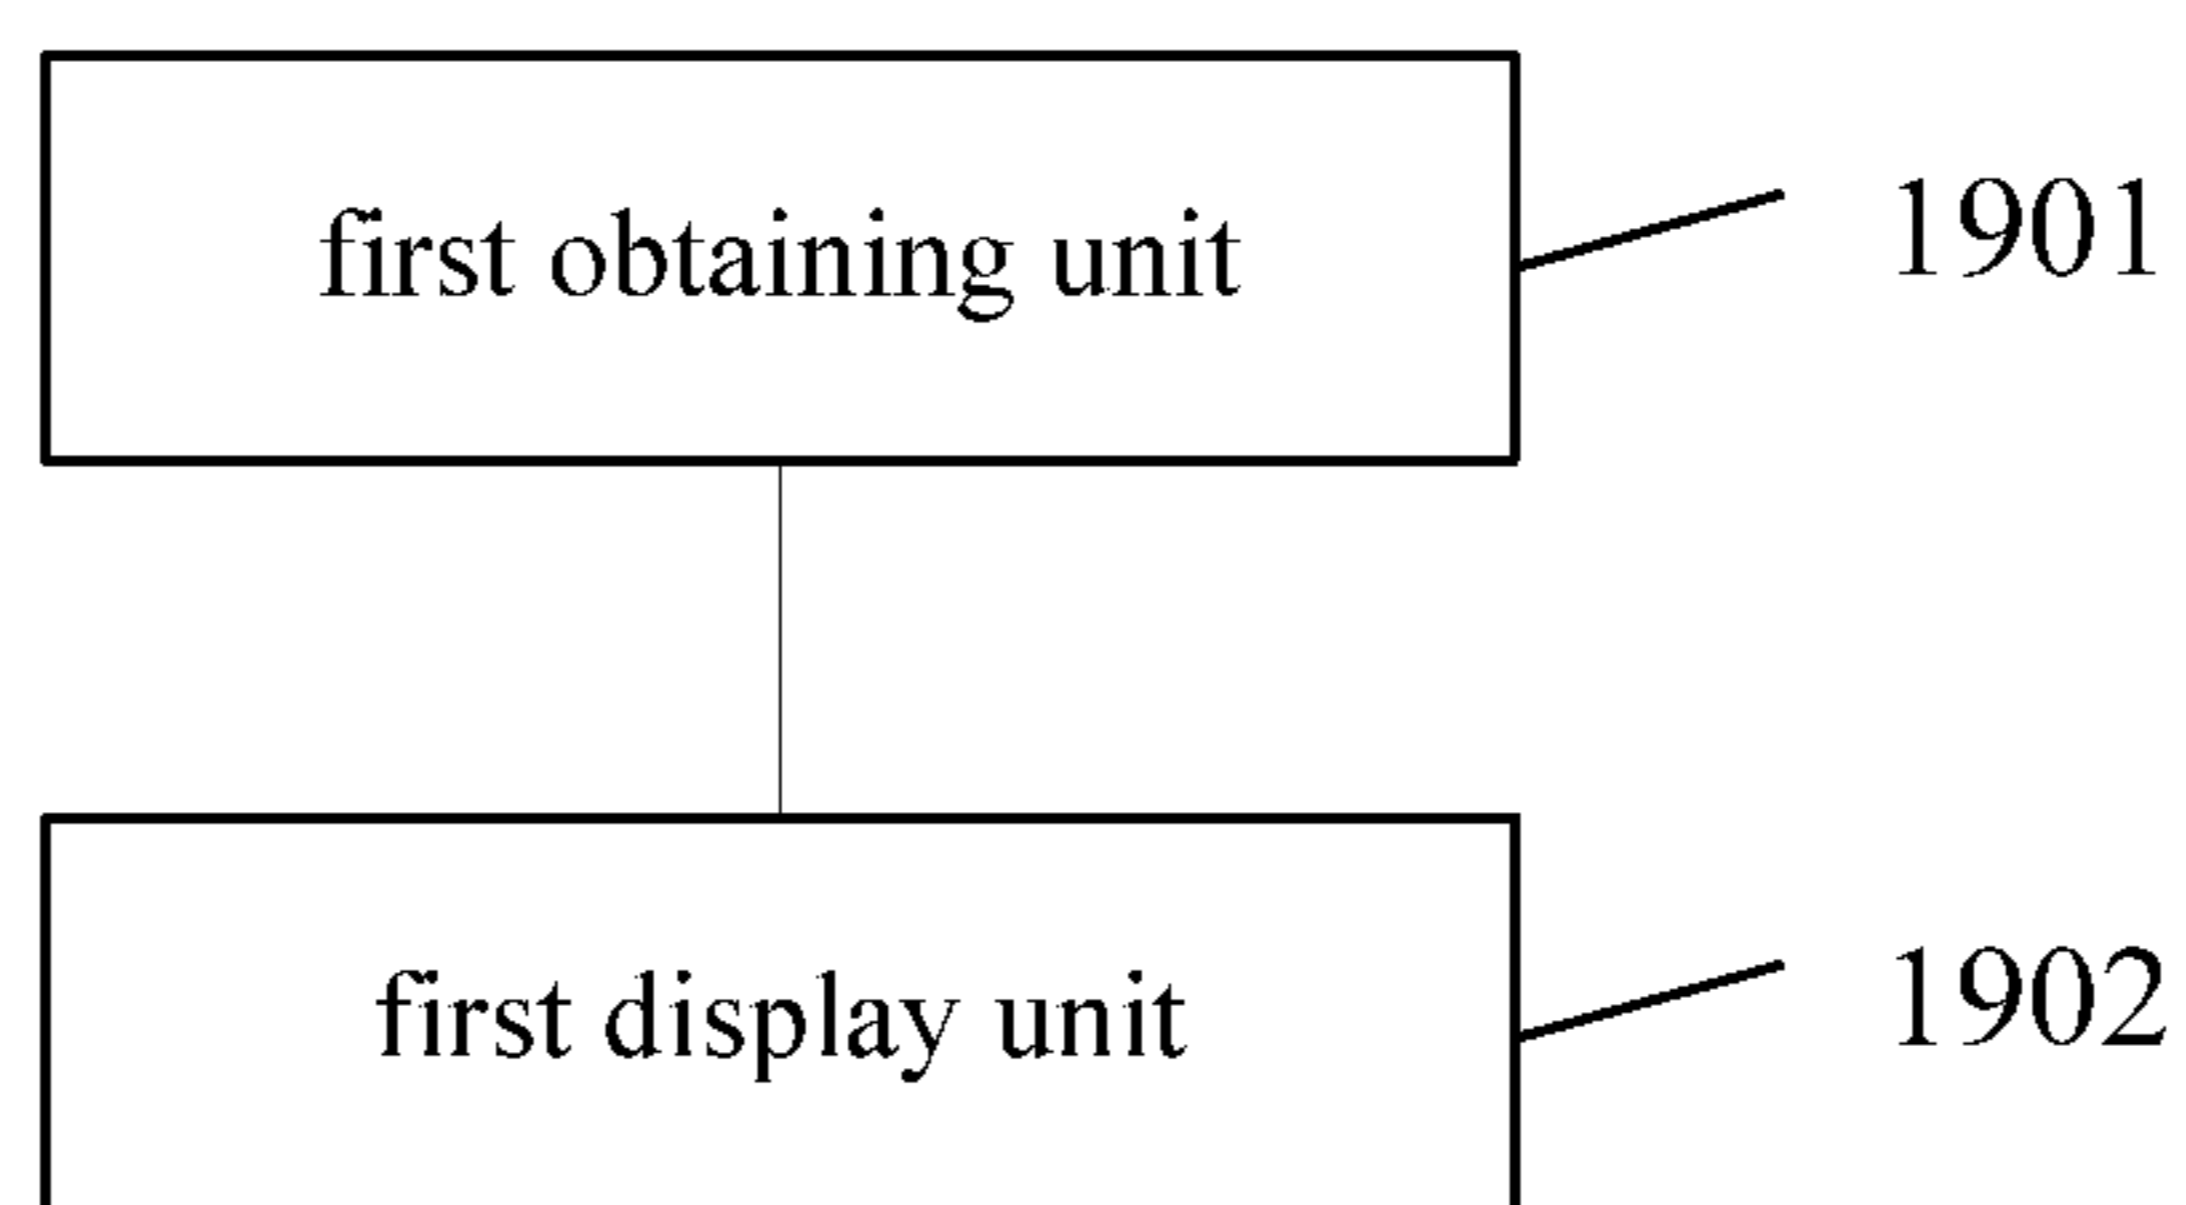 first obtaining unit
1901
first display unit
1902